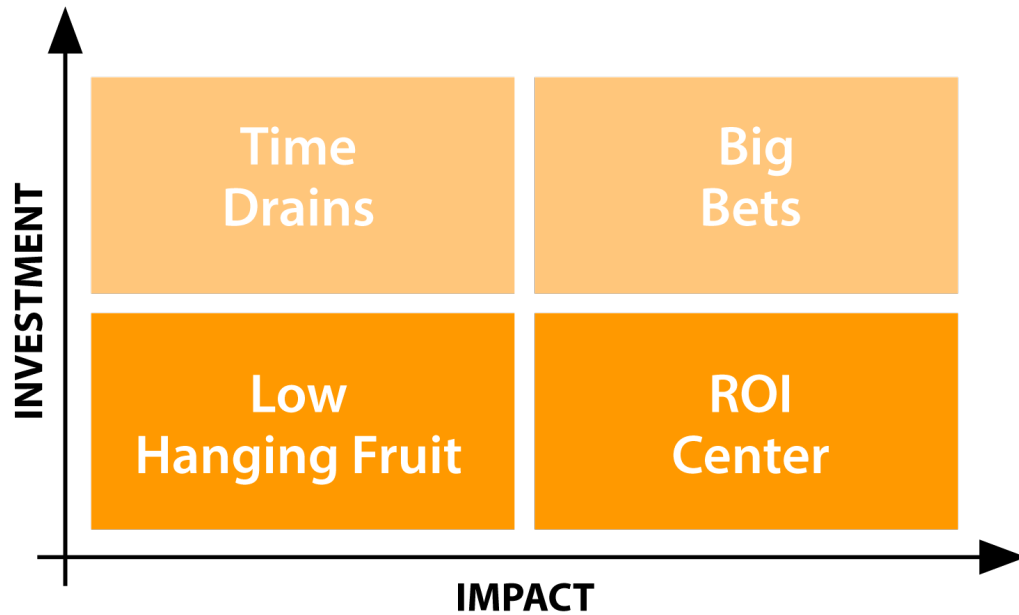 INVESTMENT
Time
Drains
Big
Bets
Low
Hanging Fruit
ROI
Center
IMPACT